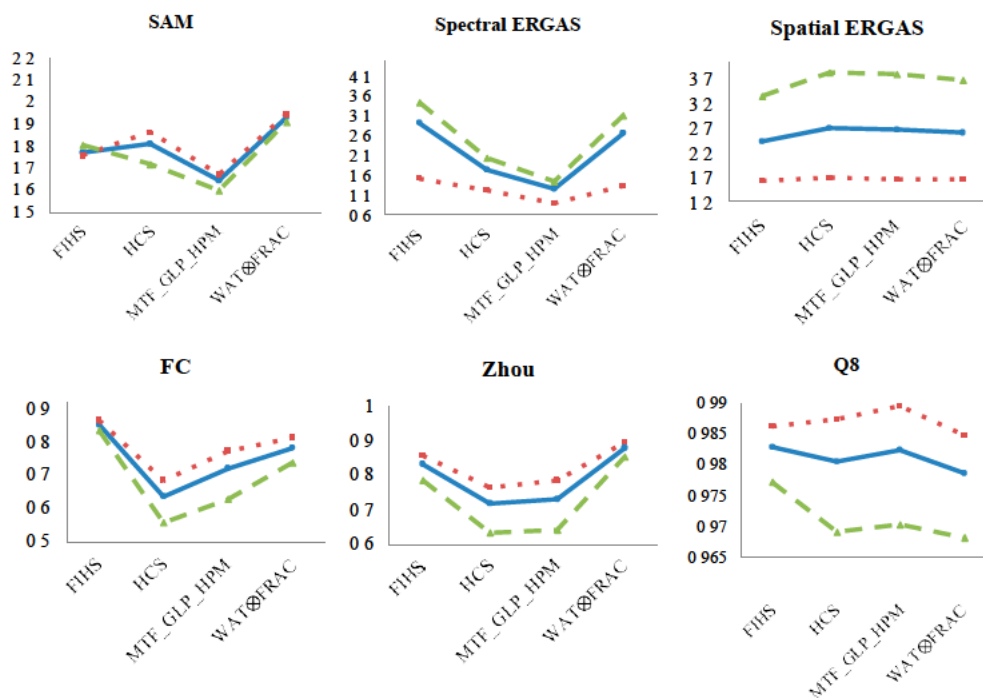 SAM
2 2
2 1
2
1 9
1 8
1 7
1 6
1 5
FIHS
HCS
MTF_GLP_HPM
WAT⊗FRAC
Spectral ERGAS
4 1
3 6
3 1
2 6
2 1
1 6
1 1
0 6
FIHS
HCS
MTF_GLP_HPM
WAT⊗FRAC
Spatial ERGAS
3 7
3 2
2 7
2 2
1 7
1 2
FIHS
HCS
MTF_GLP_HPM
WAT⊗FRAC
FC
0 9
0 8
0 7
0 6
0 5
FIHS
HCS
MTF_GLP_HPM
WAT⊗FRAC
Zhou
1
0 9
0 8
0 7
0 6
FIHS
HCS
MTF_GLP_HPM
WAT⊗FRAC
Q8
0 99
0 985
0 98
0 975
0 97
0 965
FIHS
HCS
MTF_GLP_HPM
WAT⊗FRAC